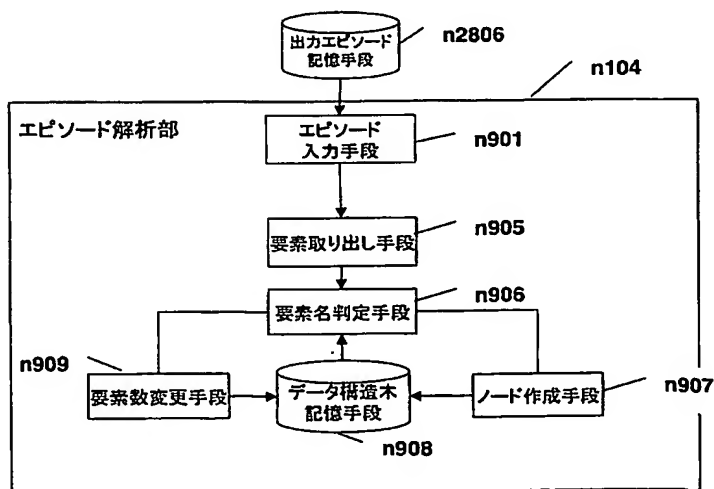 出力エピソード
記憶手段
n2806
n104
エピソード解析部
エピソード
入力手段
n901
要素取り出し手段
n905
要素名判定手段
n906
n909
要素数変更手段
データ構造木
記憶手段
n908
ノード作成手段
n907